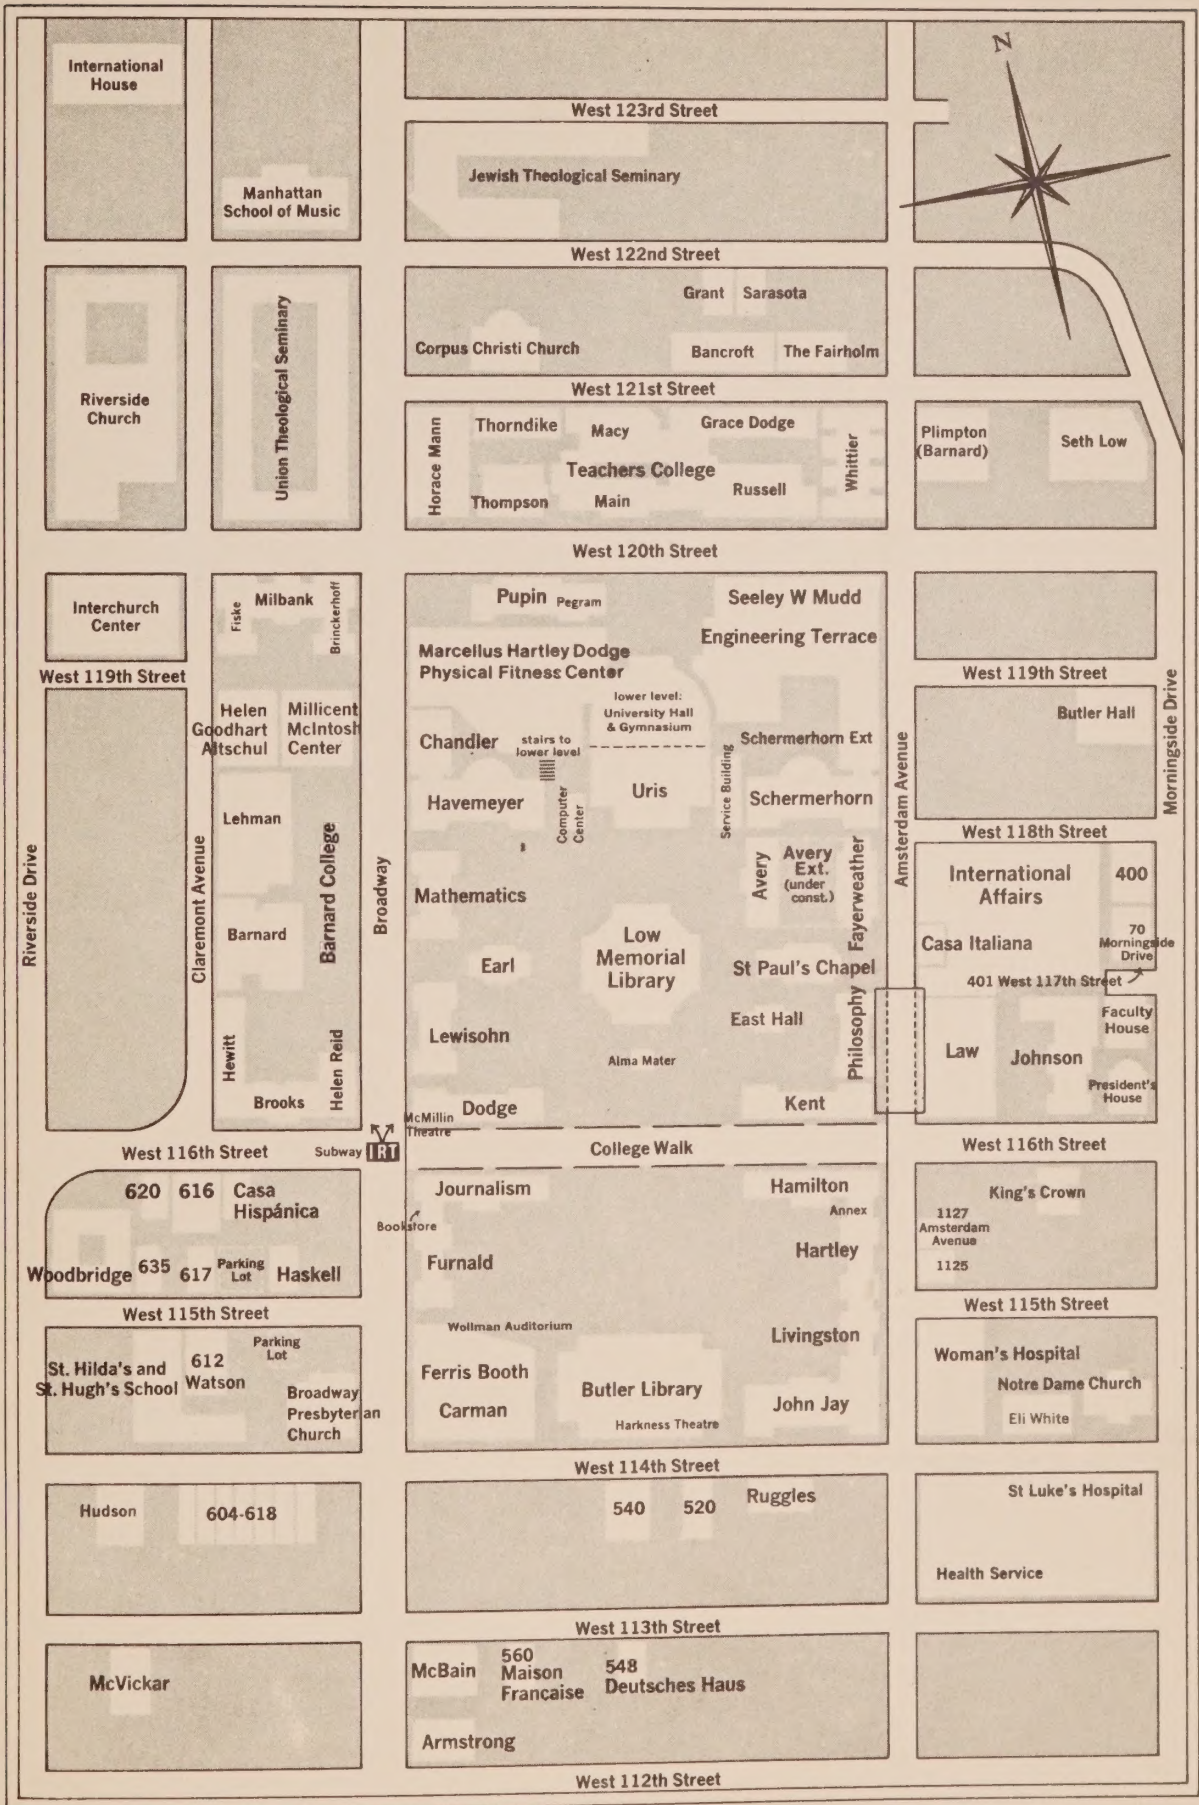 N
International
House
West 123rd Street
Jewish Theological Seminary
Manhattan
School of Music
West 122nd Street
Grant
Sarasota
Corpus Christi Church
Bancroft
The Fairholm
West 121st Street
Riverside
Church
Union Theological Seminary
Horace Mann
Thorndike
Macy
Grace Dodge
Teachers College
Whittier
Thompson
Main
Russell
Plimpton
(Barnard)
Seth Low
West 120th Street
Interchurch
Center
West 119th Street
Fiske
Milbank
Brinckerhoff
Pupin
Pegram
Seeley W Mudd
Engineering Terrace
Marcellus Hartley Dodge
Physical Fitness Center
lower level:
University Hall
& Gymnasium
West 119th Street
Butler Hall
Morningside Drive
Helen
Goodhart
Altschul
Millicent
McIntosh
Center
Chandler
stairs to
lower level
Schermerhorn Ext
Havemeyer
Computer
Center
Uris
Service Building
Schermerhorn
Amsterdam Avenue
West 118th Street
Lehman
Barnard College
Broadway
Claremont Avenue
Riverside Drive
Mathematics
Avery
Avery
Ext.
(under
const.)
Fayerweather
International
Affairs
400
Barnard
Earl
Low
Memorial
Library
St Paul's Chapel
Casa Italiana
70
Morningside
Drive
401 West 117th Street
Hewitt
Helen Reid
Brooks
Lewisohn
Alma Mater
East Hall
Philosophy
Law
Johnson
Faculty
House
President's
House
Dodge
McMillin
Theatre
Kent
West 116th Street
Subway IRT
College Walk
West 116th Street
620
616
Casa
Hispánica
Woodbridge
635
617
Parking
Lot
Haskell
Journalism
Bookstore
Furnald
Hamilton
Annex
Hartley
King's Crown
1127
Amsterdam
Avenue
1125
West 115th Street
West 115th Street
St. Hilda's and
St. Hugh's School
612
Watson
Parking
Lot
Broadway
Presbyterian
Church
Wollman Auditorium
Livingston
Ferris Booth
Carman
Butler Library
Harkness Theatre
John Jay
Woman's Hospital
Notre Dame Church
Eli White
West 114th Street
Hudson
604-618
540
520
Ruggles
St Luke's Hospital
Health Service
West 113th Street
McVickar
McBain
560
Maison
Francaise
548
Deutsches Haus
Armstrong
West 112th Street